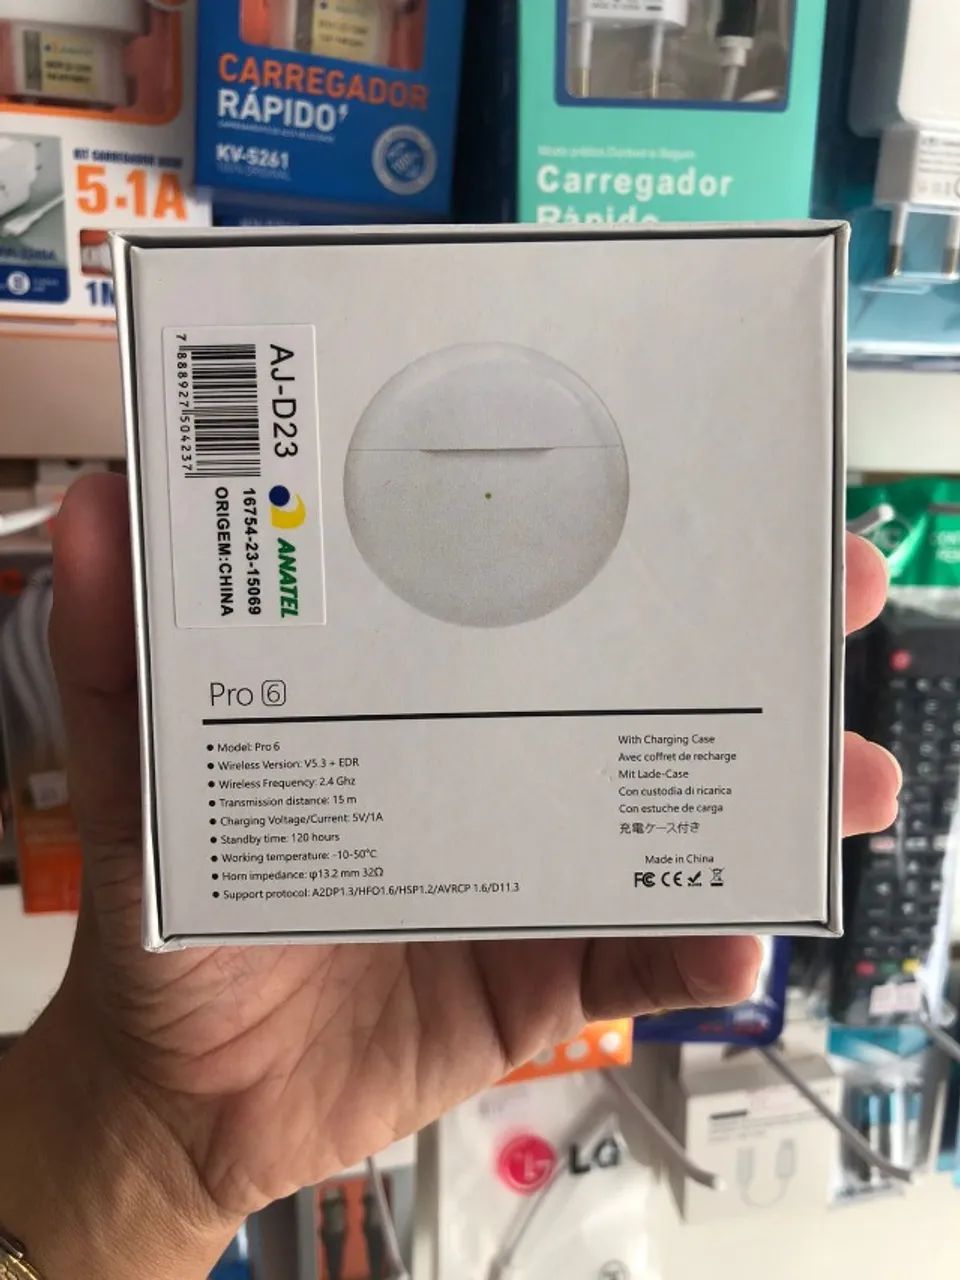 ANATEL
CARREGADOR
RÁPIDO
KV-5261
5.1A
Carregador
Rápido
AJ-D23
7 888927 504237
ANATEL
16754-23-15069
ORIGEM:CHINA
Pro 6
Model: Pro 6
Wireless Version: V5.3 + EDR
Wireless Frequency: 2.4 Ghz
Transmission distance: 15 m
Charging Voltage/Current: 5V/1A
Standby time: 120 hours
Working temperature: -10-50°C
Horn impedance: φ13.2 mm 32Ω
Support protocol: A2DP1.3/HFO1.6/HSP1.2/AVRCP 1.6/D11.3
With Charging Case
Avec coffret de recharge
Mit Lade-Case
Con custodia di ricarica
Con estuche de carga
充電ケース付き
Made in China
FC CE
LG